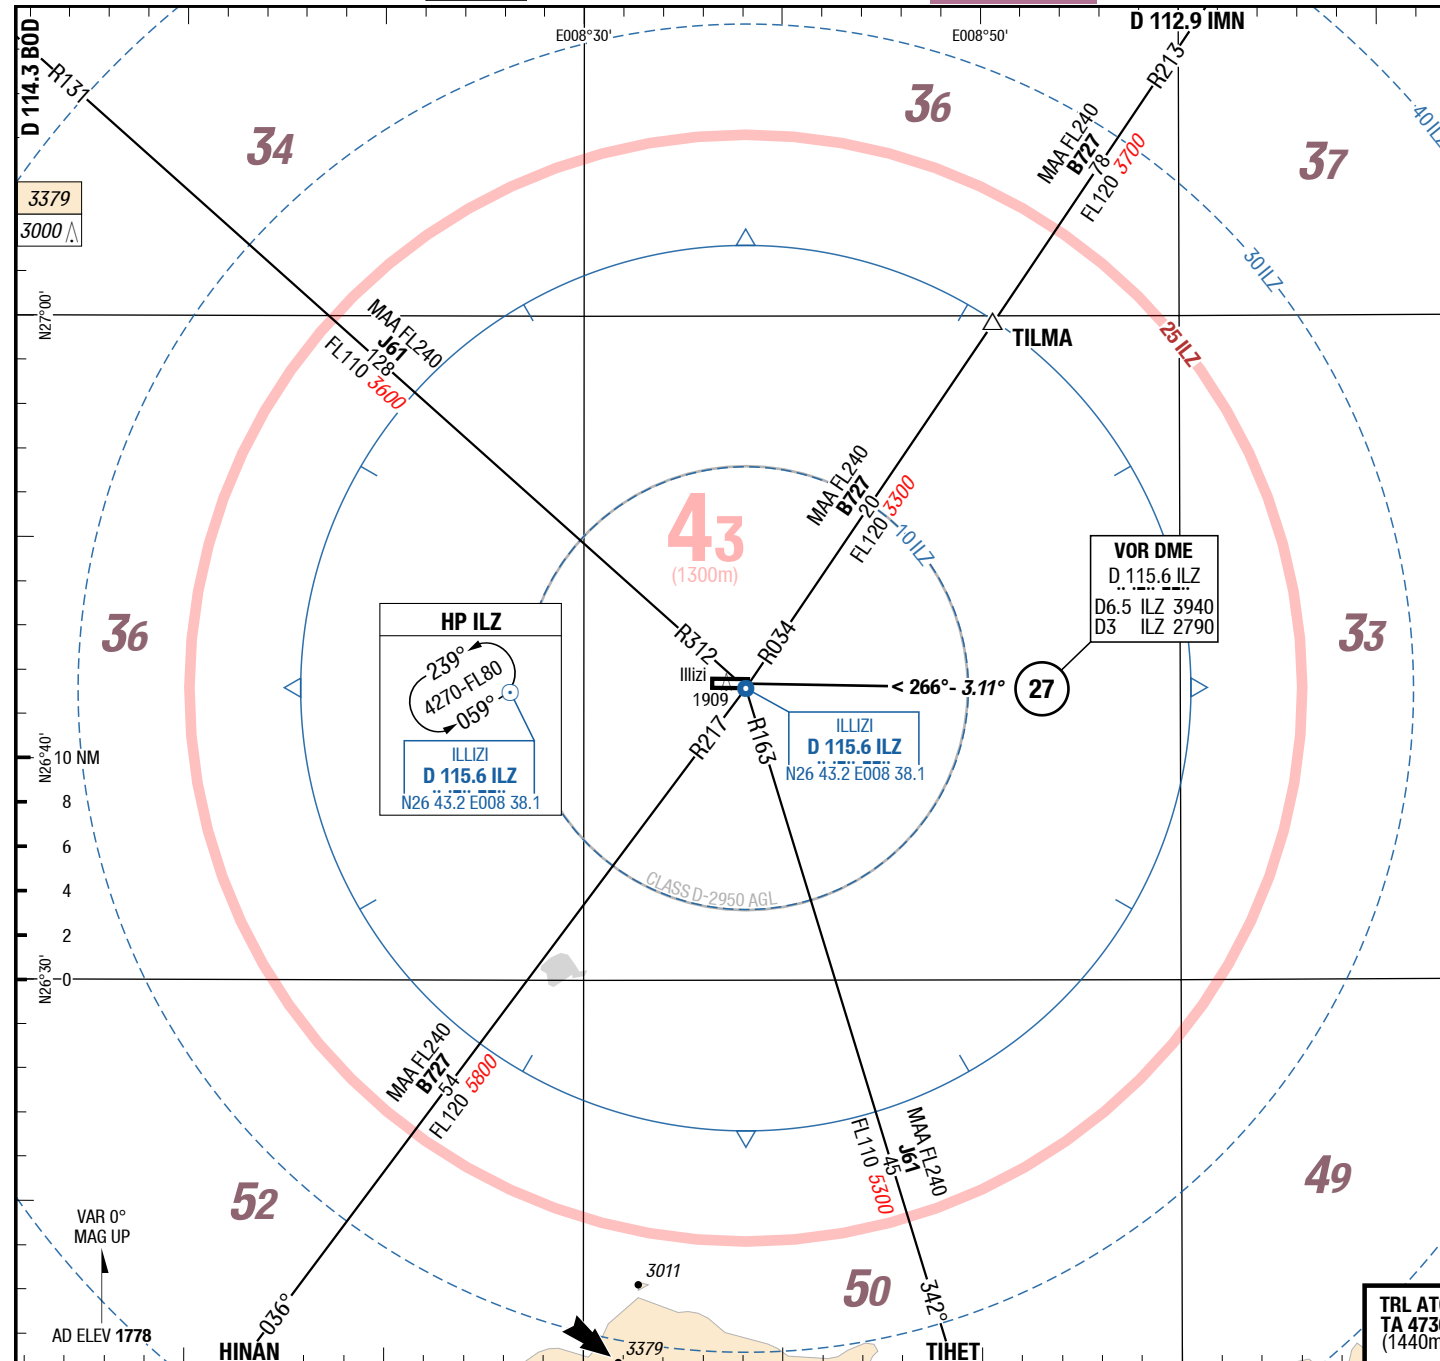 E008°30'
E008°50'
D 112.9 IMN
D 114.3 BOD
R131
R213
34
36
37
40 ILZ
MAA FL240
B727
78
FL120 3700
3379
3000
30 ILZ
N27°00'
MAA FL240
J61
128
FL110 3600
TILMA
25 ILZ
MAA FL240
B727
20
FL120 3300
10 ILZ
43
(1300m)
VOR DME
D 115.6 ILZ
D6.5 ILZ 3940
D3 ILZ 2790
36
33
HP ILZ
239°
4270-FL80
059°
ILLIZI
D 115.6 ILZ
N26 43.2 E008 38.1
R312
R034
Illizi
1909
< 266° - 3.11°
27
R217
R163
ILLIZI
D 115.6 ILZ
N26 43.2 E008 38.1
N26°40'
10 NM
8
6
4
2
0
N26°30'
CLASS D-2950 AGL
MAA FL240
B727
54
FL120 5800
MAA FL240
J61
45
FL110 5300
52
49
50
VAR 0°
MAG UP
AD ELEV 1778
036°
HINAN
3011
3379
342°
TIHET
TRL
TA
(1440m